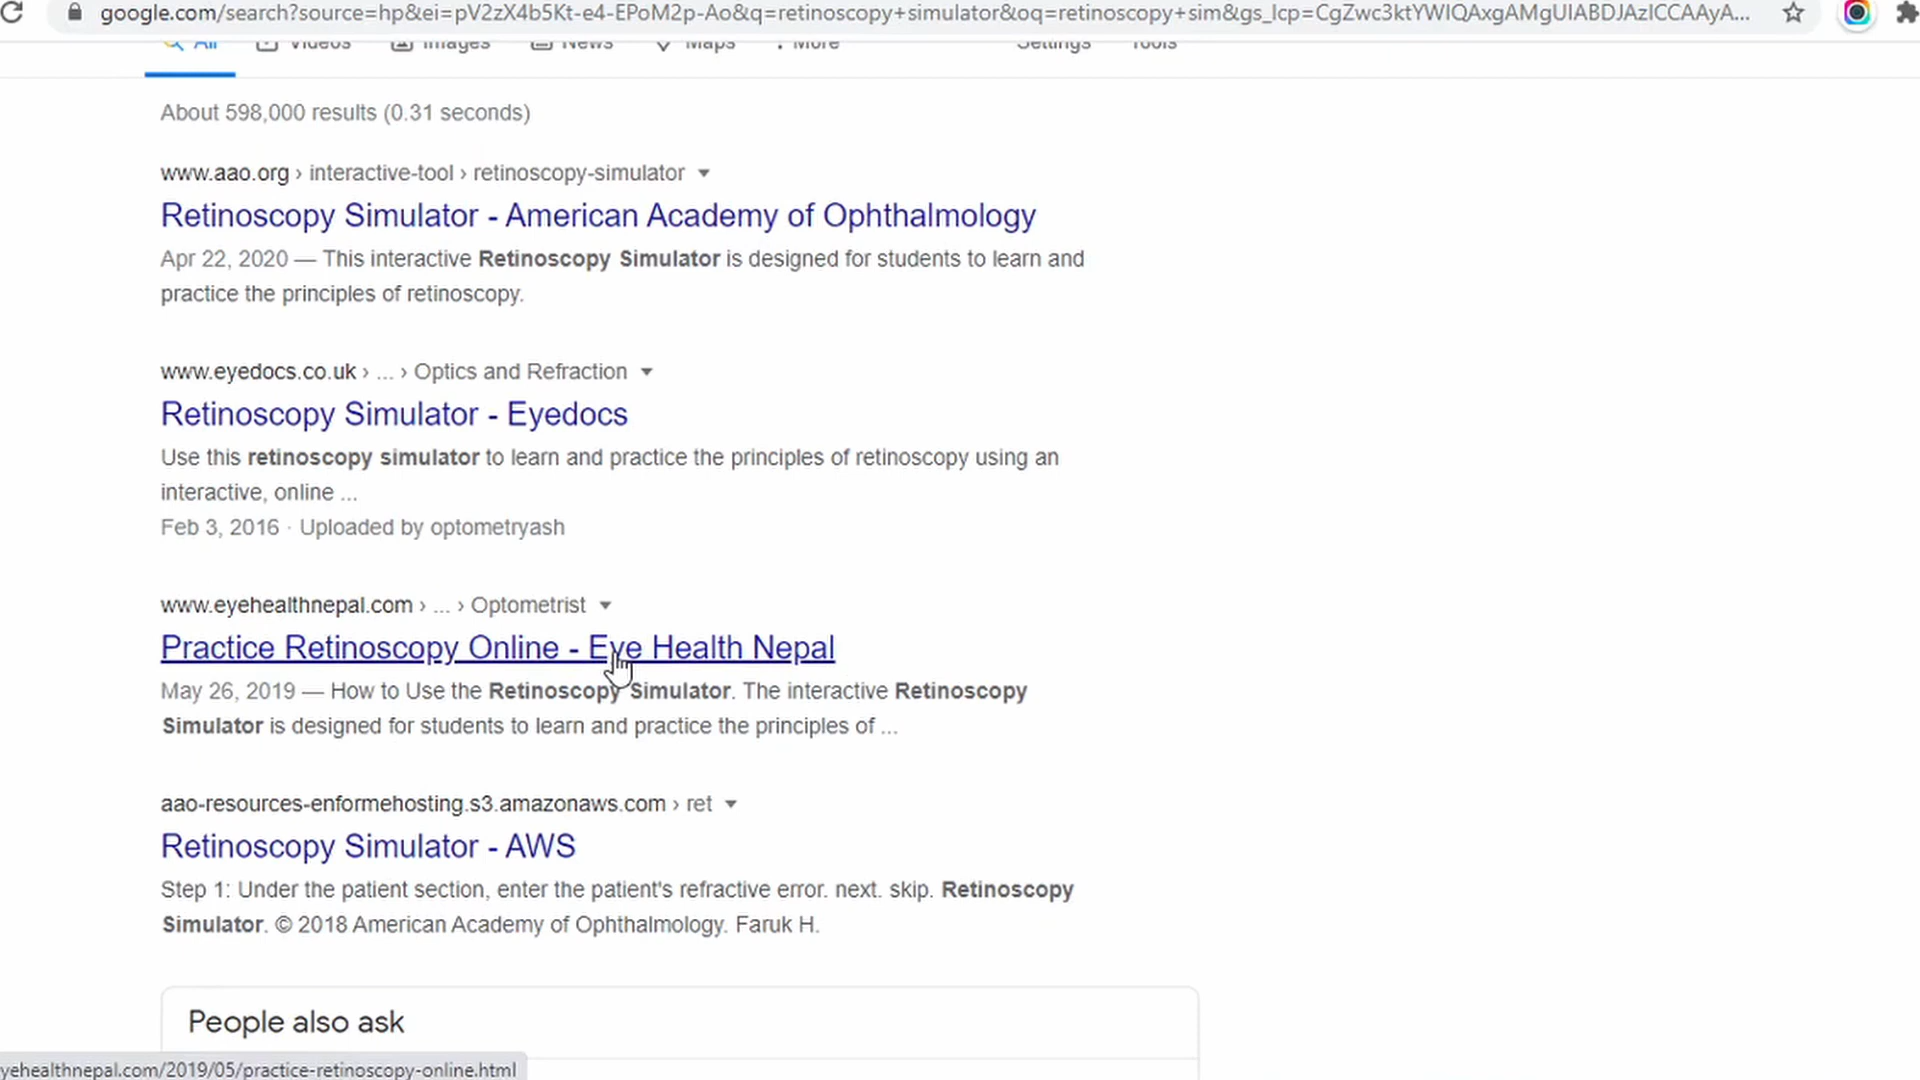 google.com/search?source=hp&ei=pV2zX4b5Kt-e4-EPoM2p-Ao&q=retinoscopy+simulator&oq=retinoscopy+sim&gs_lcp=CgZwc3ktYWIQAxgAMgUIABDJAzICCAAyA...
All Videos Images News Maps More Settings Tools
About 598,000 results (0.31 seconds)
www.aao.org › interactive-tool › retinoscopy-simulator
Retinoscopy Simulator - American Academy of Ophthalmology
Apr 22, 2020 — This interactive Retinoscopy Simulator is designed for students to learn and
practice the principles of retinoscopy.
www.eyedocs.co.uk › ... › Optics and Refraction
Retinoscopy Simulator - Eyedocs
Use this retinoscopy simulator to learn and practice the principles of retinoscopy using an
interactive, online ...
Feb 3, 2016 · Uploaded by optometryash
www.eyehealthnepal.com › ... › Optometrist
Practice Retinoscopy Online - Eye Health Nepal
May 26, 2019 — How to Use the Retinoscopy Simulator. The interactive Retinoscopy
Simulator is designed for students to learn and practice the principles of ...
aao-resources-enformehosting.s3.amazonaws.com › ret
Retinoscopy Simulator - AWS
Step 1: Under the patient section, enter the patient's refractive error. next. skip. Retinoscopy
Simulator. © 2018 American Academy of Ophthalmology. Faruk H.
People also ask
yehealthnepal.com/2019/05/practice-retinoscopy-online.html